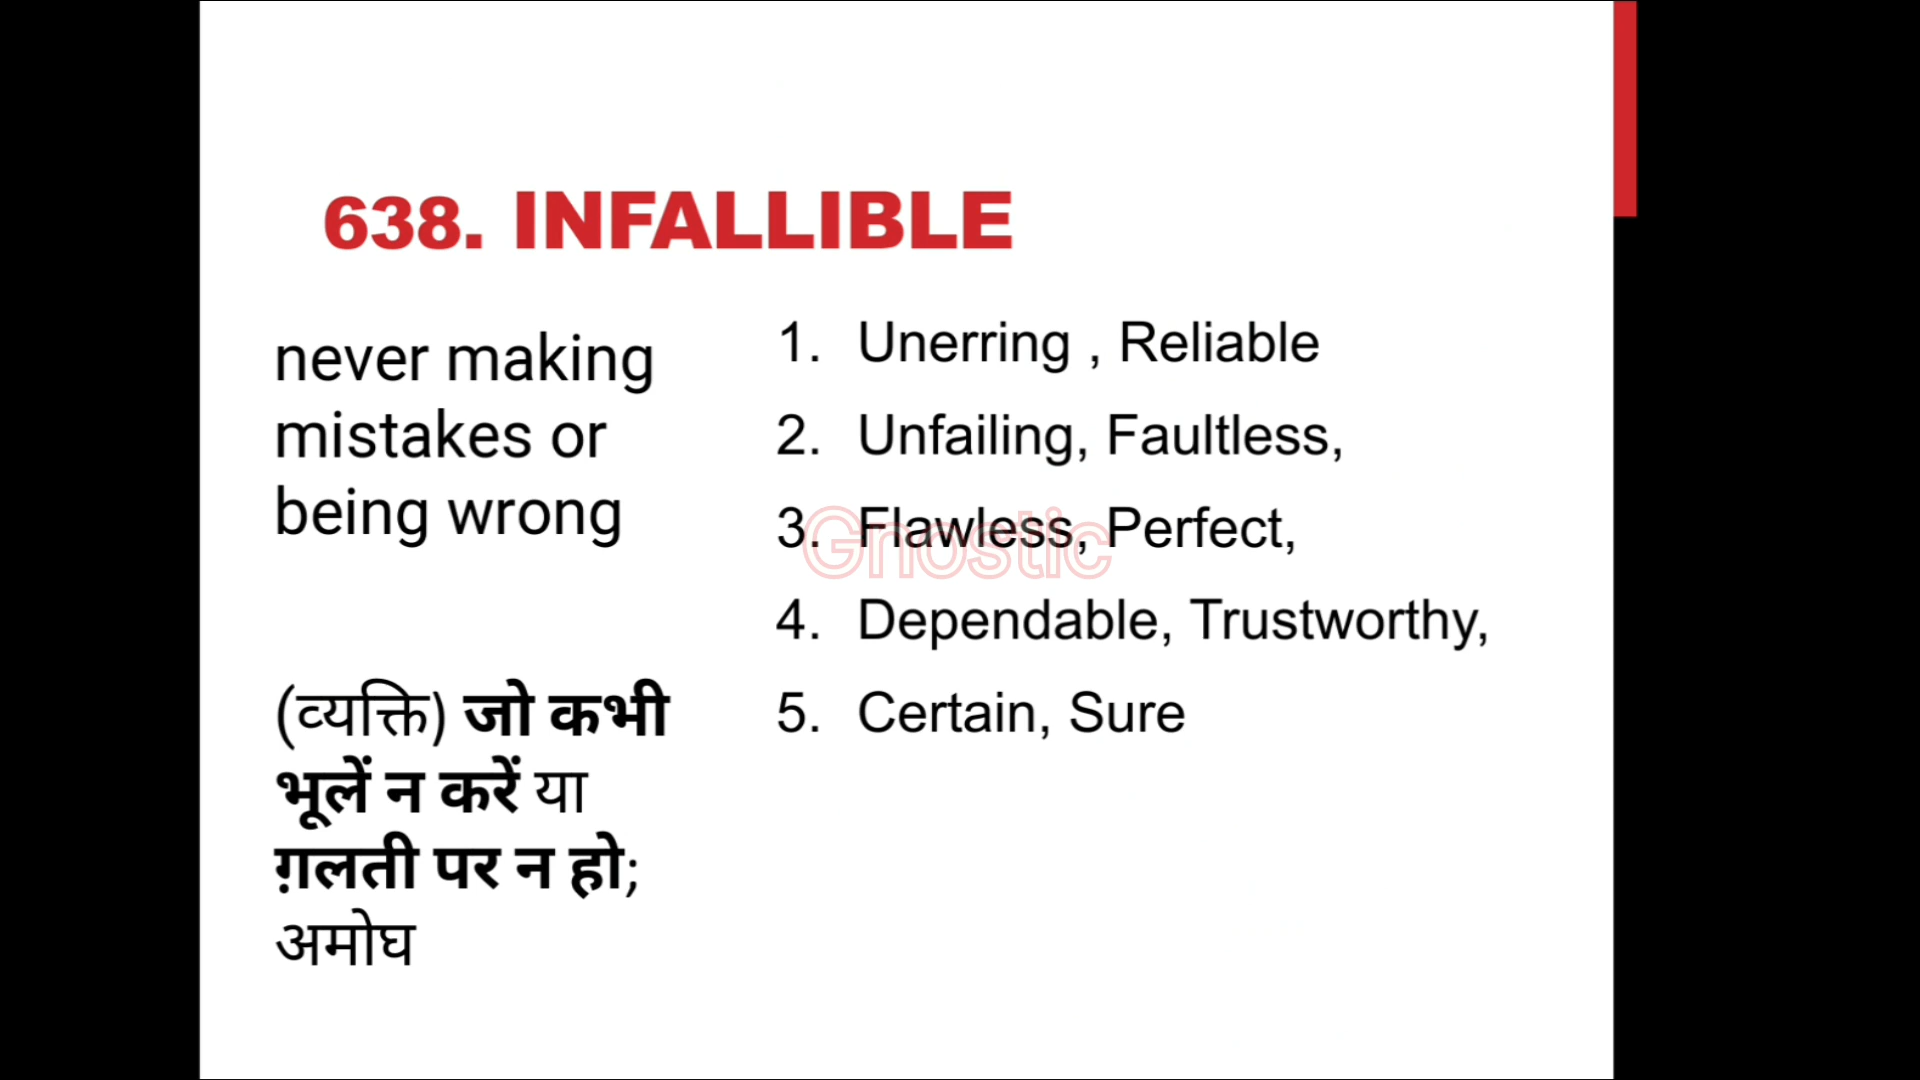 638. INFALLIBLE
never making
mistakes or
being wrong
(व्यक्ति) जो कभी
भूलें न करें या
ग़लती पर न हो;
अमोघ
1. Unerring , Reliable
2. Unfailing, Faultless,
3. Flawless, Perfect,
4. Dependable, Trustworthy,
5. Certain, Sure
Gnostic